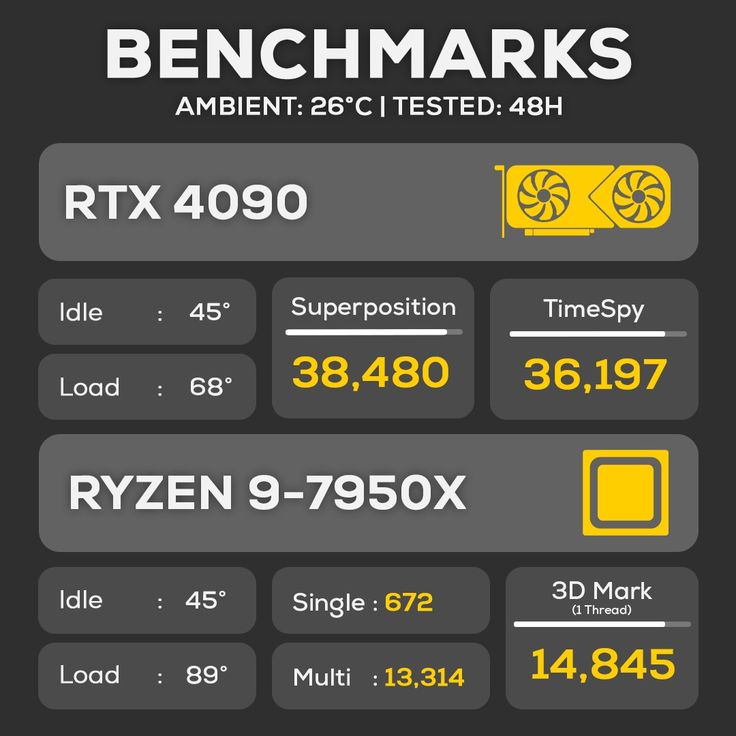 BENCHMARKS
AMBIENT: 26°C | TESTED: 48H
RTX 4090
Idle : 45°
Load : 68°
Superposition
38,480
TimeSpy
36,197
RYZEN 9-7950X
Idle : 45°
Load : 89°
Single : 672
Multi : 13,314
3D Mark
(1 Thread)
14,845